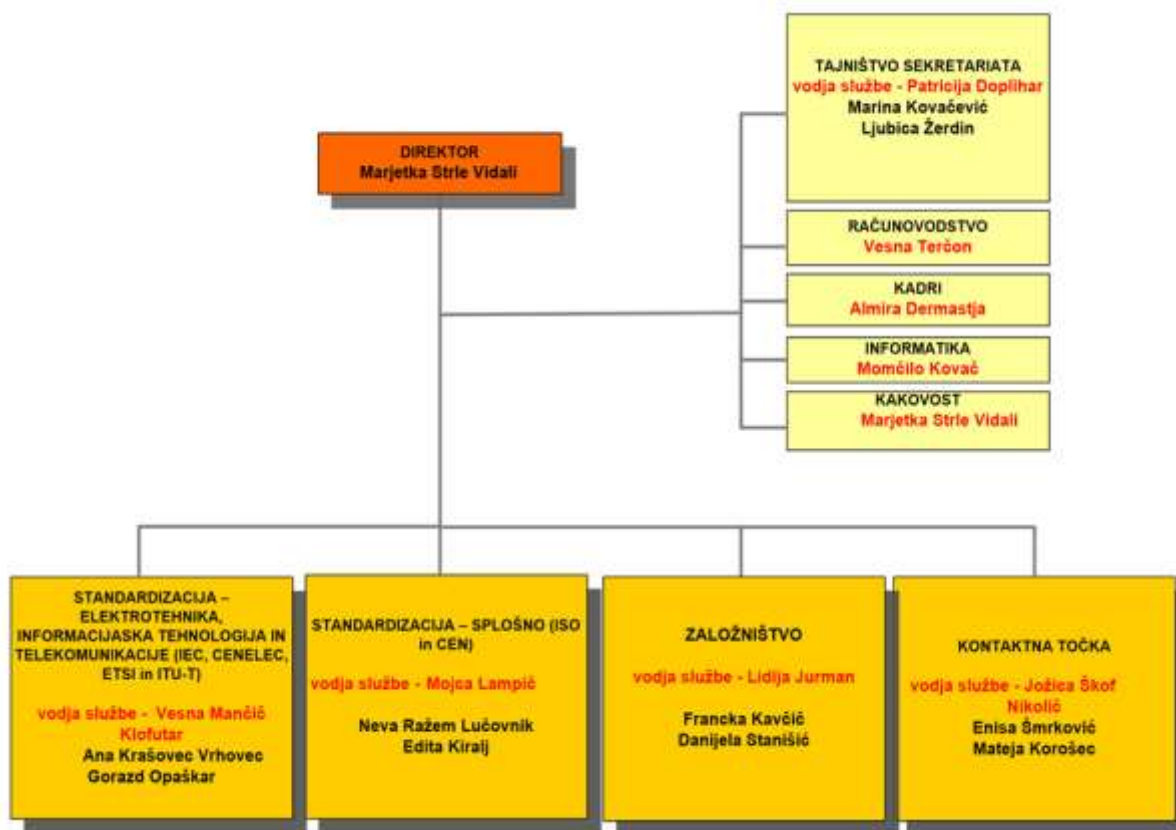 TAJNIŠTVO SEKRETARIATA
vodja službe - Patricija Doplihar
Marina Kovačević
Ljubica Žerdin
DIREKTOR
Marjetka Strle Vidali
RAČUNOVODSTVO
Vesna Terčon
KADRI
Almira Dermastja
INFORMATIKA
Momčilo Kovač
KAKOVOST
Marjetka Strle Vidali
STANDARDIZACIJA –
ELEKTROTEHNIKA,
INFORMACIJASKA TEHNOLOGIJA IN
TELEKOMUNIKACIJE (IEC, CENELEC,
ETSI in ITU-T)
vodja službe - Vesna Mančič
Klofutar
Ana Krašovec Vrhovec
Gorazd Opaškar
STANDARDIZACIJA – SPLOŠNO (ISO
in CEN)
vodja službe - Mojca Lampič
Neva Ražem Lučovnik
Edita Kiralj
ZALOŽNIŠTVO
vodja službe - Lidija Jurman
Francka Kavčič
Danijela Stanišić
KONTAKTNA TOČKA
vodja službe - Jožica Škof
Nikolič
Enisa Šmrković
Mateja Korošec